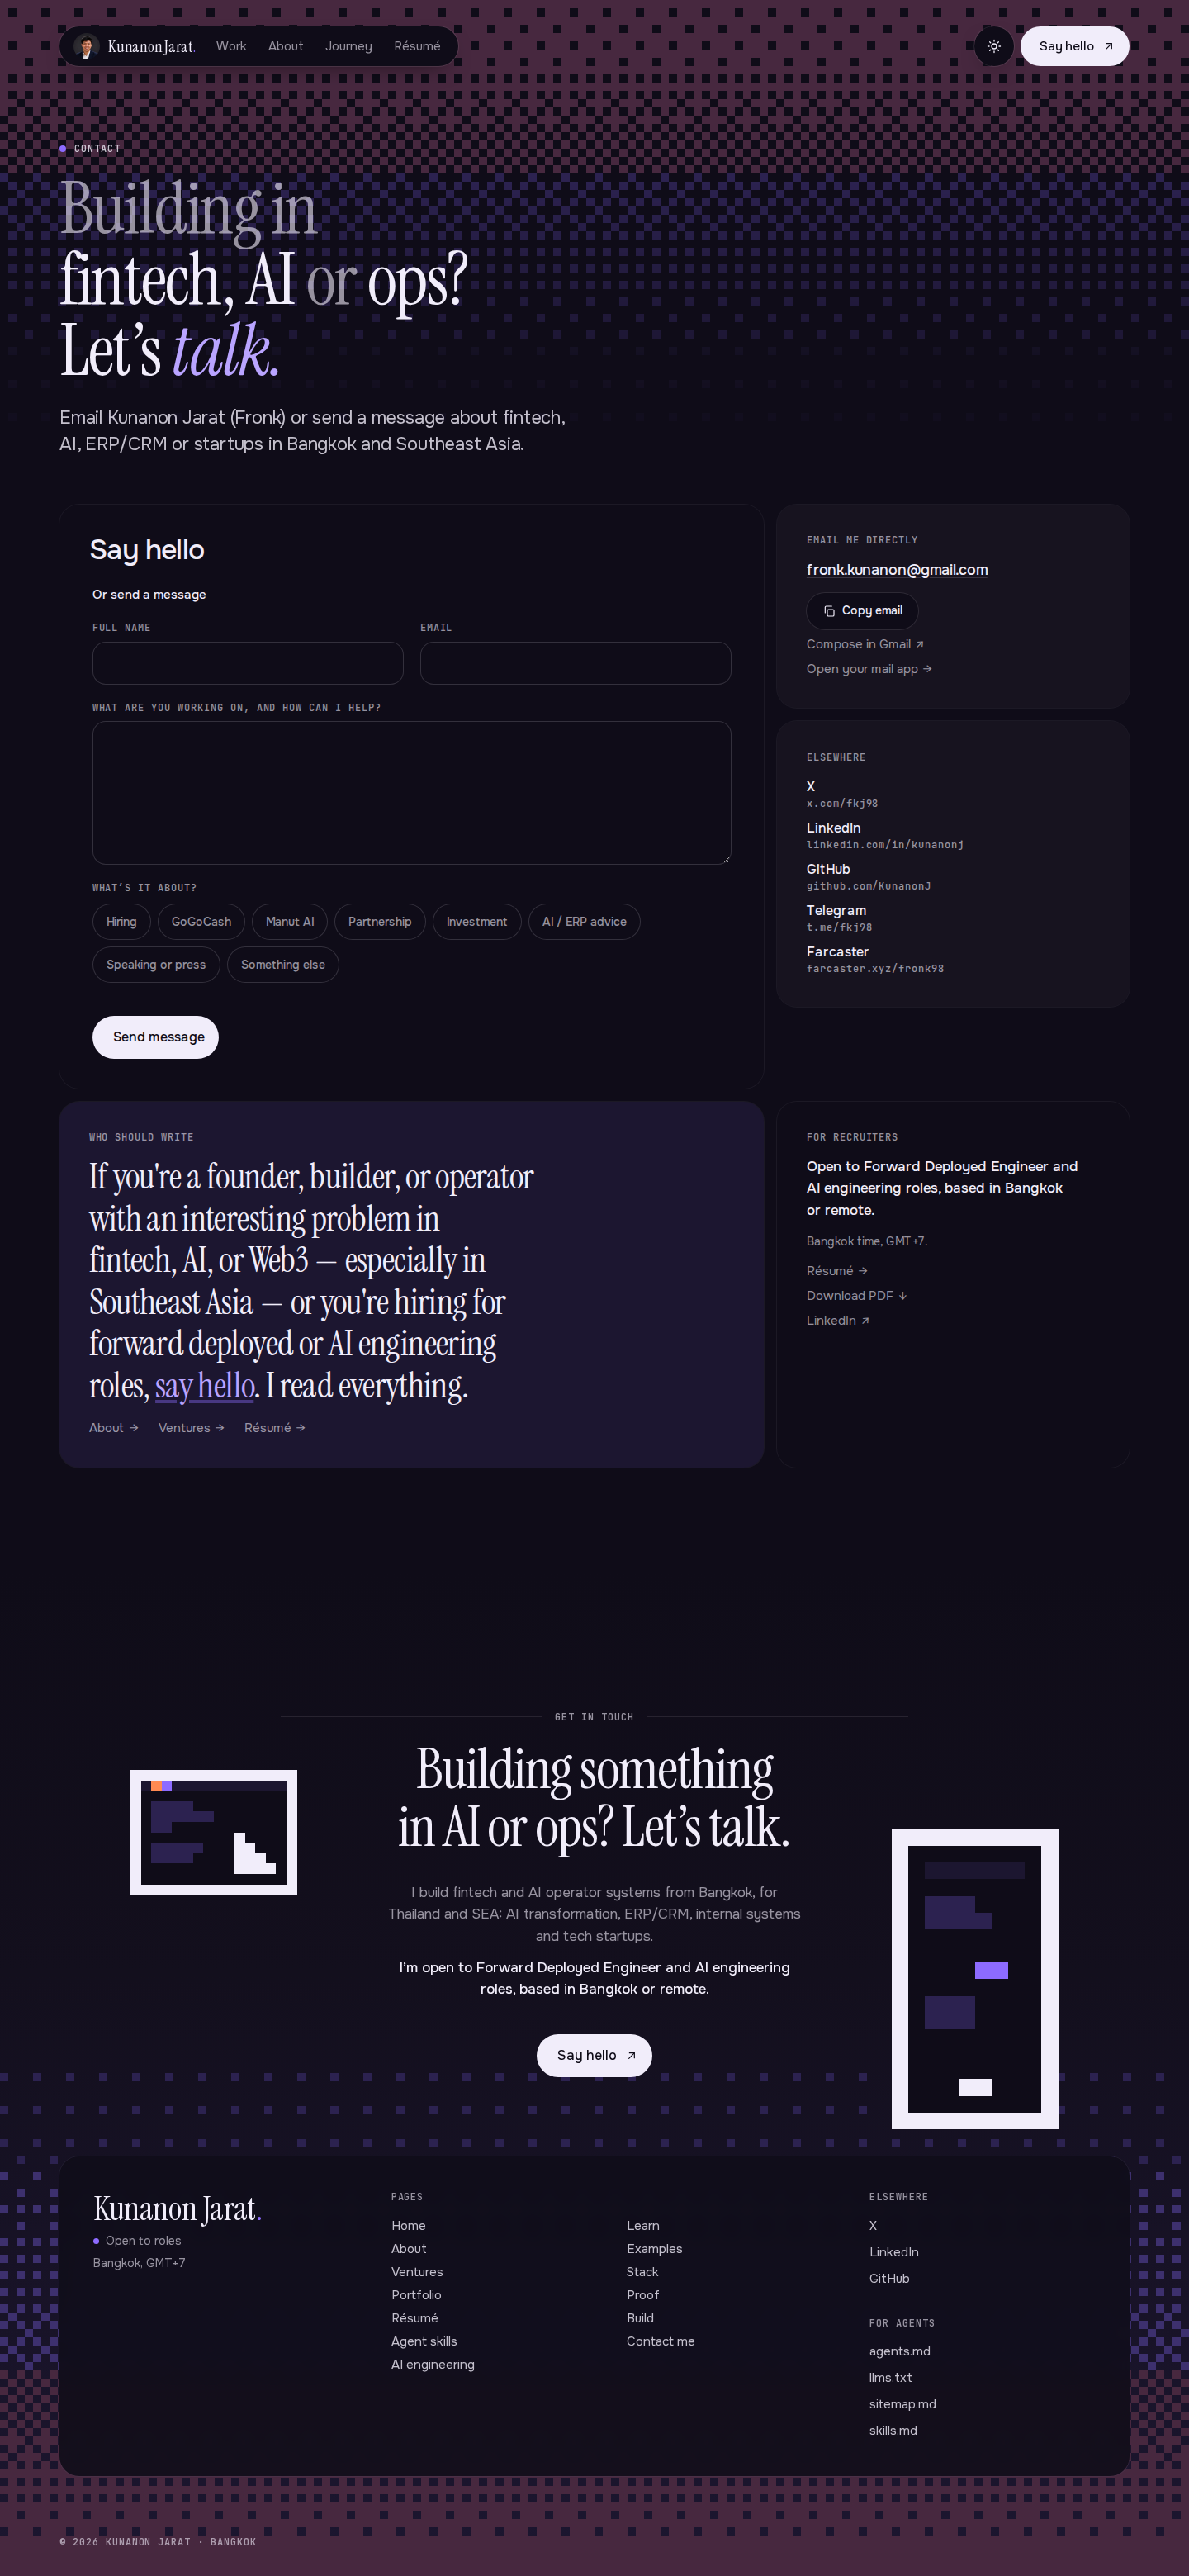 Kunanon Jarat.
Work
About
Journey
Résumé
Say hello ↗
CONTACT
Building in
fintech, AI or ops?
Let’s talk.
Email Kunanon Jarat (Fronk) or send a message about fintech,
AI, ERP/CRM or startups in Bangkok and Southeast Asia.
Say hello
Or send a message
FULL NAME
EMAIL
WHAT ARE YOU WORKING ON, AND HOW CAN I HELP?
WHAT’S IT ABOUT?
Hiring
GoGoCash
Manut AI
Partnership
Investment
AI / ERP advice
Speaking or press
Something else
Send message
EMAIL ME DIRECTLY
fronk.kunanon@gmail.com
Copy email
Compose in Gmail ↗
Open your mail app →
ELSEWHERE
X
x.com/fkj98
LinkedIn
linkedin.com/in/kunanonj
GitHub
github.com/KunanonJ
Telegram
t.me/fkj98
Farcaster
farcaster.xyz/fronk98
WHO SHOULD WRITE
If you're a founder, builder, or operator
with an interesting problem in
fintech, AI, or Web3 — especially in
Southeast Asia — or you're hiring for
forward deployed or AI engineering
roles, say hello. I read everything.
About →
Ventures →
Résumé →
FOR RECRUITERS
Open to Forward Deployed Engineer and
AI engineering roles, based in Bangkok
or remote.
Bangkok time, GMT+7.
Résumé →
Download PDF ↓
LinkedIn ↗
GET IN TOUCH
Building something
in AI or ops? Let’s talk.
I build fintech and AI operator systems from Bangkok, for
Thailand and SEA: AI transformation, ERP/CRM, internal systems
and tech startups.
I’m open to Forward Deployed Engineer and AI engineering
roles, based in Bangkok or remote.
Say hello ↗
Kunanon Jarat.
Open to roles
Bangkok, GMT+7
PAGES
Home
About
Ventures
Portfolio
Résumé
Agent skills
AI engineering
Learn
Examples
Stack
Proof
Build
Contact me
ELSEWHERE
X
LinkedIn
GitHub
FOR AGENTS
agents.md
llms.txt
sitemap.md
skills.md
© 2026 KUNANON JARAT · BANGKOK